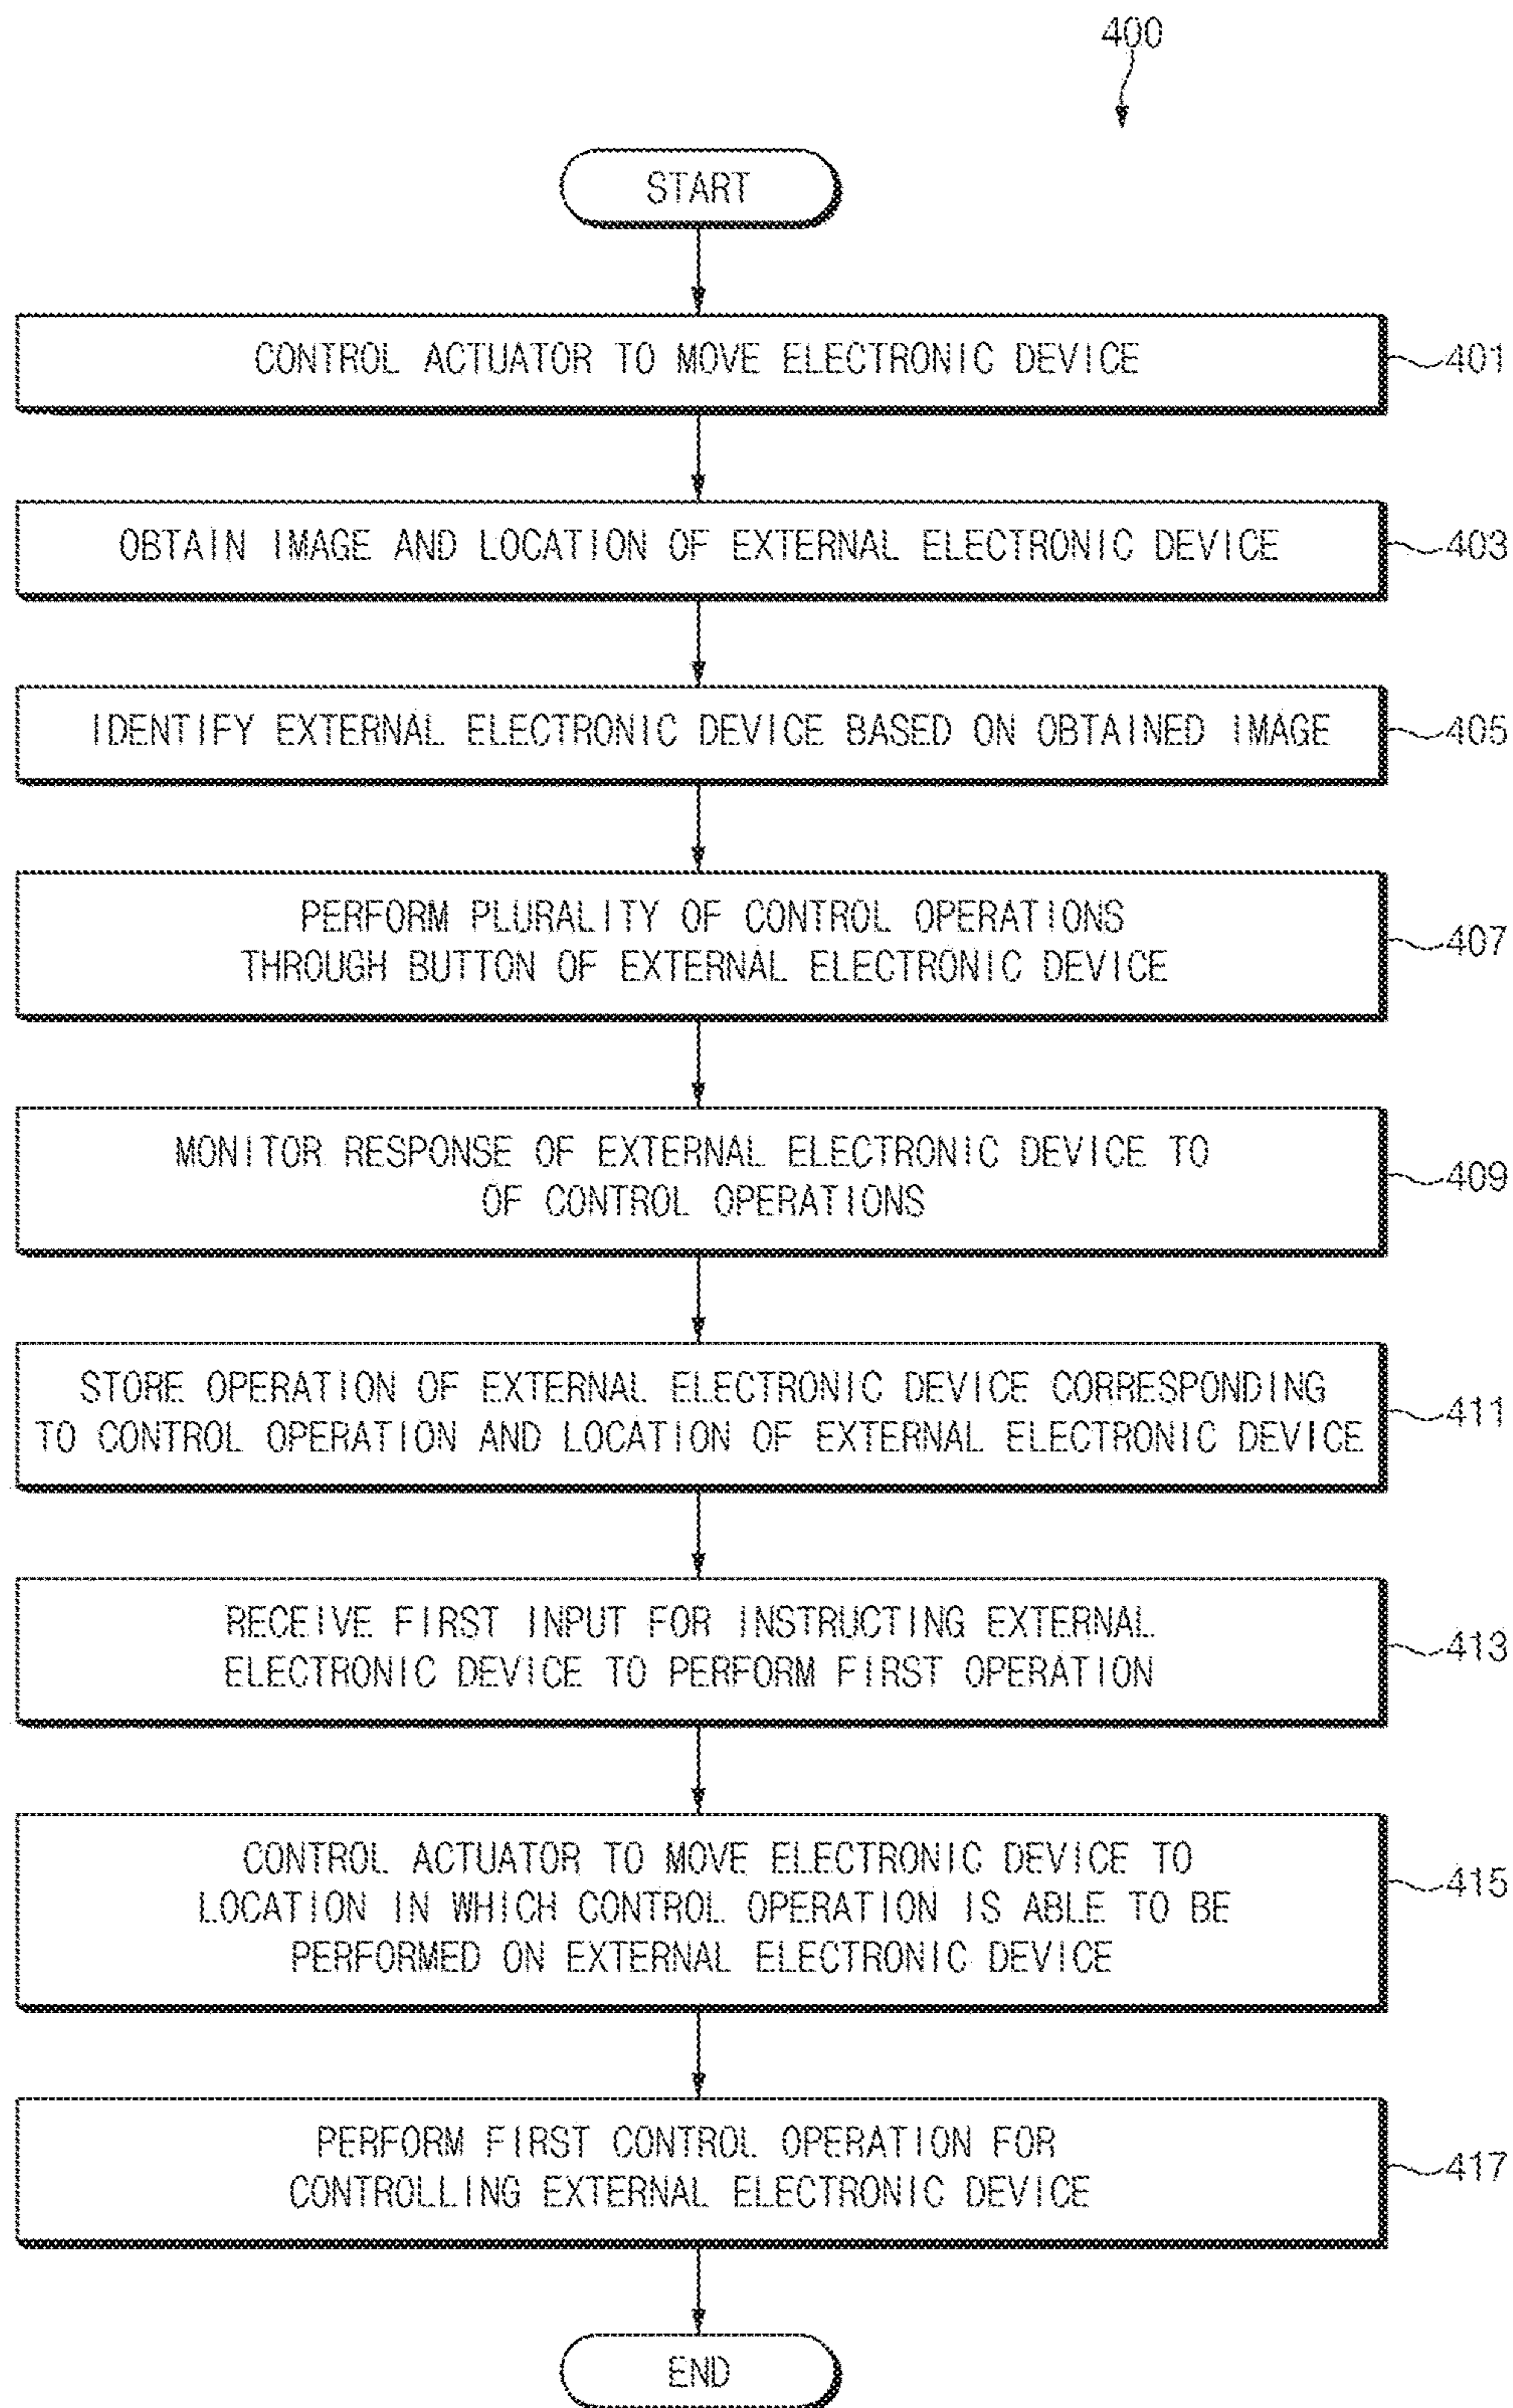 400
START
CONTROL ACTUATOR TO MOVE ELECTRONIC DEVICE
401
OBTAIN IMAGE AND LOCATION OF EXTERNAL ELECTRONIC DEVICE
403
IDENTIFY EXTERNAL ELECTRONIC DEVICE BASED ON OBTAINED IMAGE
405
PERFORM PLURALITY OF CONTROL OPERATIONS
THROUGH BUTTON OF EXTERNAL ELECTRONIC DEVICE
407
MONITOR RESPONSE OF EXTERNAL ELECTRONIC DEVICE TO
OF CONTROL OPERATIONS
409
STORE OPERATION OF EXTERNAL ELECTRONIC DEVICE CORRESPONDING
TO CONTROL OPERATION AND LOCATION OF EXTERNAL ELECTRONIC DEVICE
411
RECEIVE FIRST INPUT FOR INSTRUCTING EXTERNAL
ELECTRONIC DEVICE TO PERFORM FIRST OPERATION
413
CONTROL ACTUATOR TO MOVE ELECTRONIC DEVICE TO
LOCATION IN WHICH CONTROL OPERATION IS ABLE TO BE
PERFORMED ON EXTERNAL ELECTRONIC DEVICE
415
PERFORM FIRST CONTROL OPERATION FOR
CONTROLLING EXTERNAL ELECTRONIC DEVICE
417
END